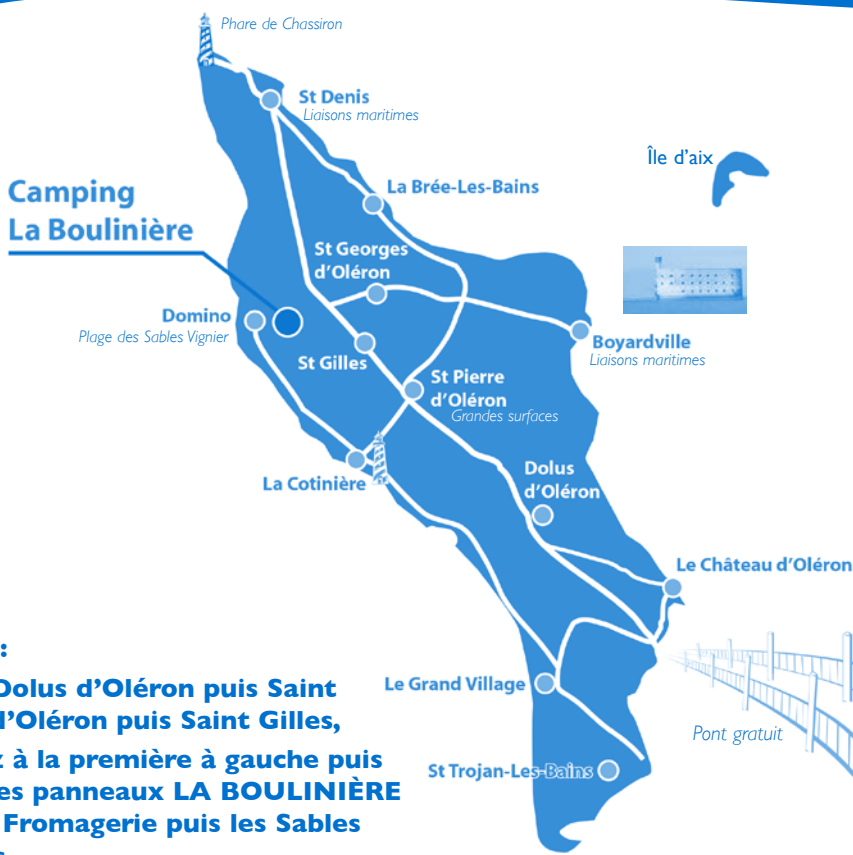 Phare de Chassiron
St Denis
Liaisons maritimes
Île d'aix
La Brée-Les-Bains
Camping
La Boulinière
St Georges
d'Oléron
Domino
Plage des Sables Vignier
Boyardville
Liaisons maritimes
St Gilles
St Pierre
d'Oléron
Grandes surfaces
La Cotinière
Dolus
d'Oléron
Le Château d'Oléron
:
Dolus d'Oléron puis Saint
d'Oléron puis Saint Gilles,
z à la première à gauche puis
es panneaux LA BOULINIÈRE
Fromagerie puis les Sables
Le Grand Village
Pont gratuit
St Trojan-Les-Bains